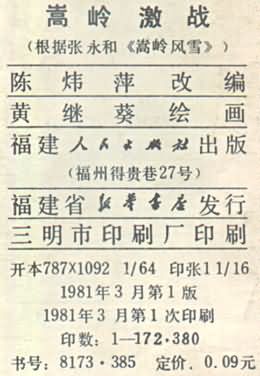 嵩岭激战
（根据张永和《嵩岭风雪》）
陈炜萍改编
黄继葵绘画
福建人民出版社出版
（福州得贵巷27号）
福建省新华书店发行
三明市印刷厂印刷
开本787×1092 1/64 印张1 1/16
1981年3月第1版
1981年3月第1次印刷
印数：1—172·380
书号：8173·385 定价．0.09元